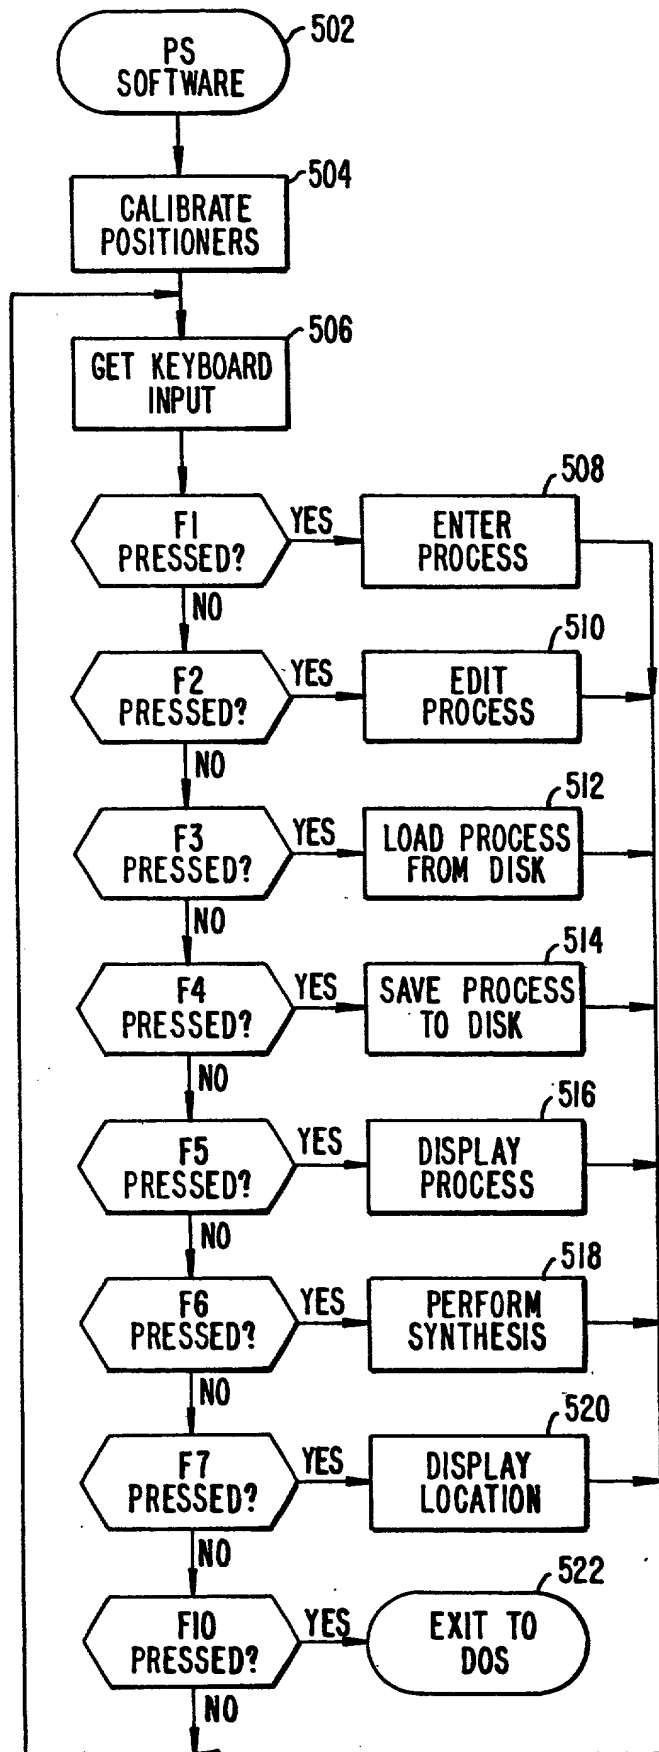 502
PS
SOFTWARE
504
CALIBRATE
POSITIONERS
506
GET KEYBOARD
INPUT
508
F1
PRESSED?
YES
ENTER
PROCESS
NO
510
F2
PRESSED?
YES
EDIT
PROCESS
NO
512
F3
PRESSED?
YES
LOAD PROCESS
FROM DISK
NO
514
F4
PRESSED?
YES
SAVE PROCESS
TO DISK
NO
516
F5
PRESSED?
YES
DISPLAY
PROCESS
NO
518
F6
PRESSED?
YES
PERFORM
SYNTHESIS
NO
520
F7
PRESSED?
YES
DISPLAY
LOCATION
NO
522
F10
PRESSED?
YES
EXIT TO
DOS
NO